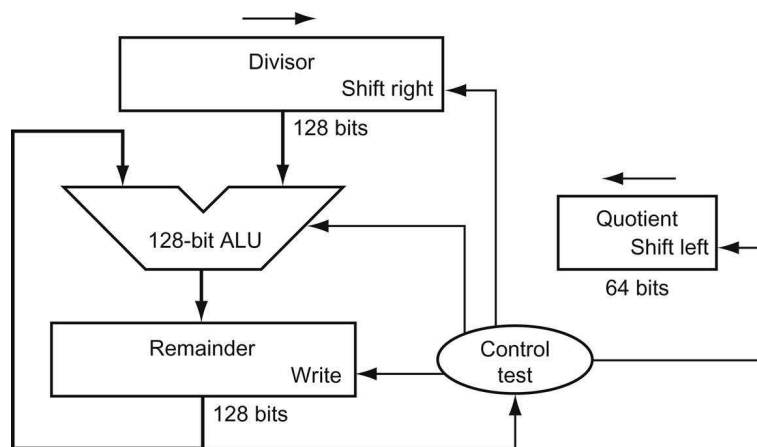 Divisor
Shift right
128 bits
128-bit ALU
Quotient
Shift left
64 bits
Remainder
Write
Control
test
128 bits